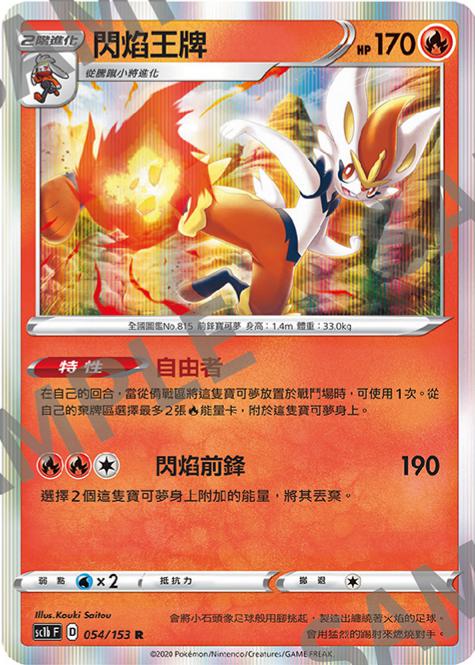 2階進化
閃焰王牌
HP 170
從騰蹴小將進化
全國圖鑑No.815 前鋒寶可夢 身高：1.4m 體重：33.0kg
特性 自由者
在自己的回合，當從備戰區將這隻寶可夢放置於戰鬥場時，可使用1次。從
自己的棄牌區選擇最多2張能量卡，附於這隻寶可夢身上。
閃焰前鋒 190
選擇2個這隻寶可夢身上附加的能量，將其丟棄。
弱點 ×2 抵抗力 撤退
Illus.Kouki Saitou
sc1b F D 054/153 R
會將小石頭像足球般用腳挑起，製造出纏繞著火焰的足球。
會用猛烈的踢射來燃燒對手。
©2020 Pokémon/Nintendo/Creatures/GAME FREAK.
SAMPLE